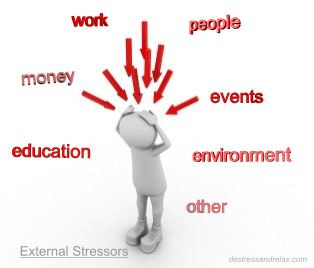 work
people
money
events
education
environment
other
External Stressors
destressandrelax.com